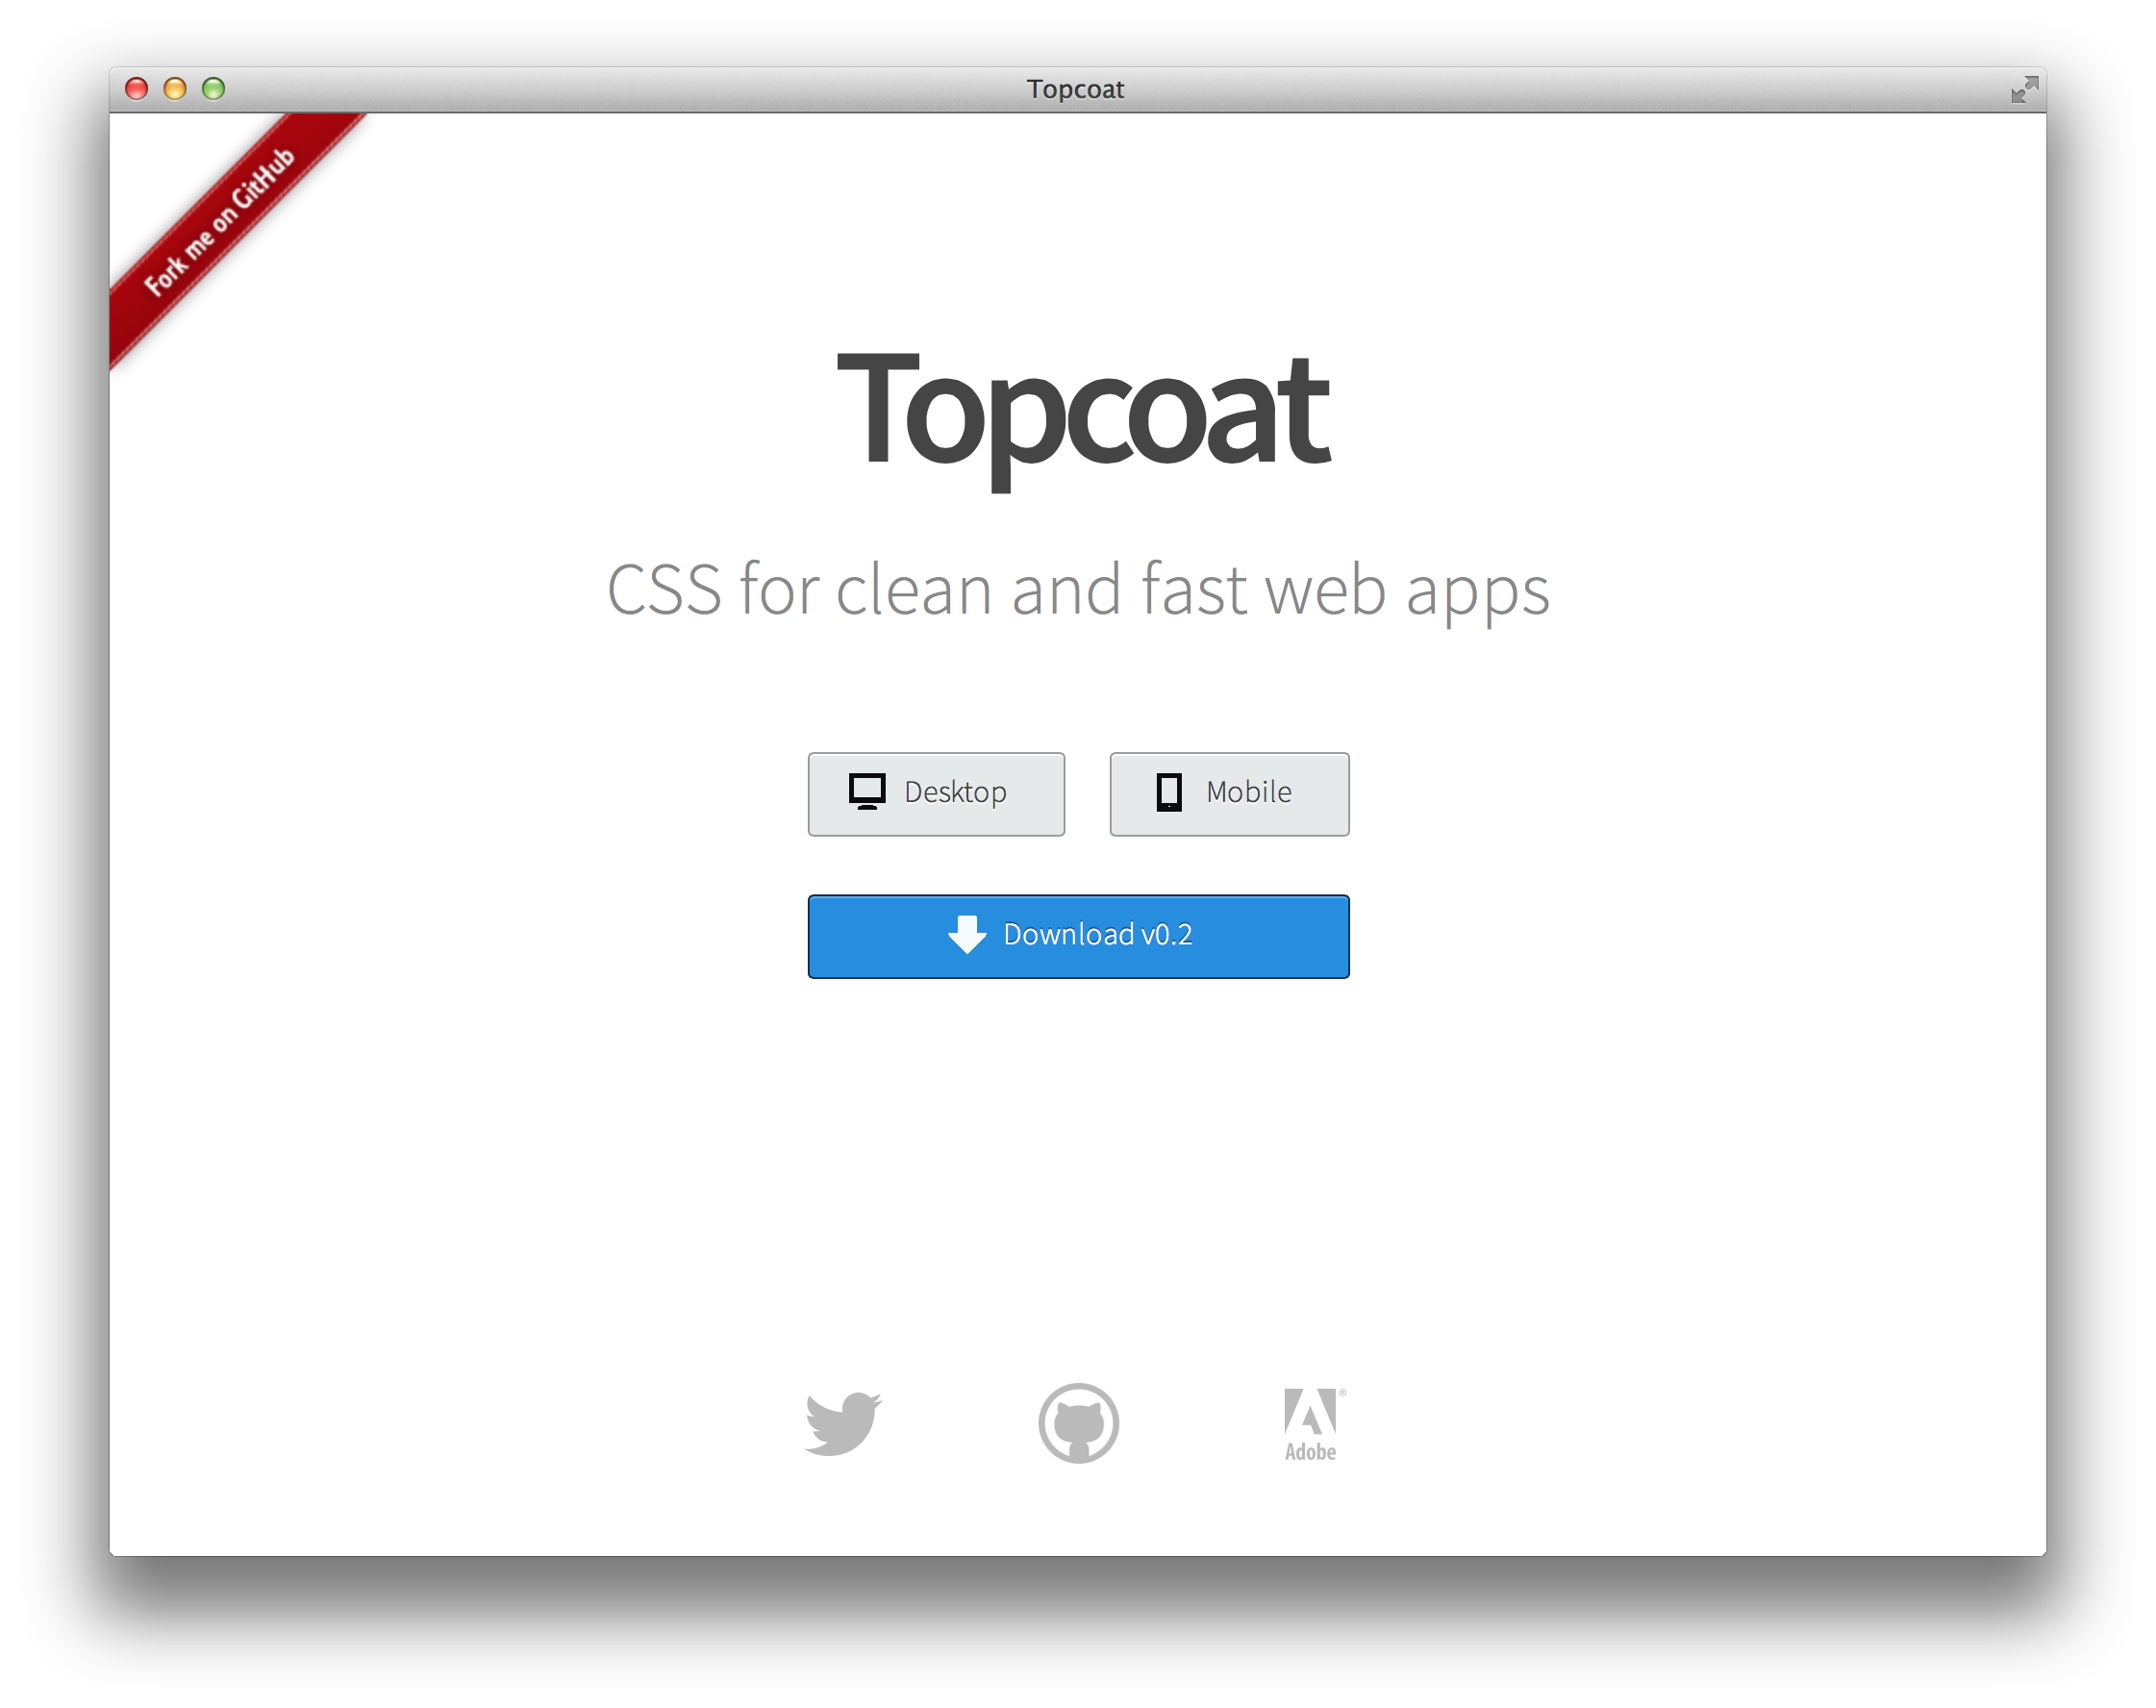 Topcoat
Fork me on GitHub
Topcoat
CSS for clean and fast web apps
Desktop
Mobile
Download v0.2
Adobe